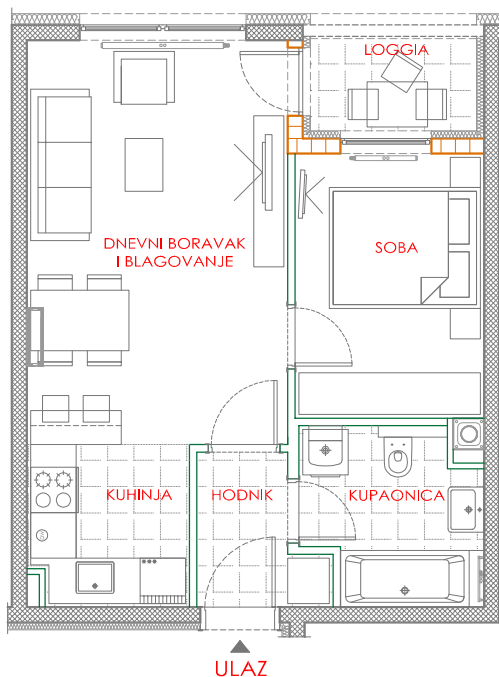 LOGGIA
DNEVNI BORAVAK
I BLAGOVANJE
SOBA
KUHINJA
HODNIK
KUPAONICA
ULAZ